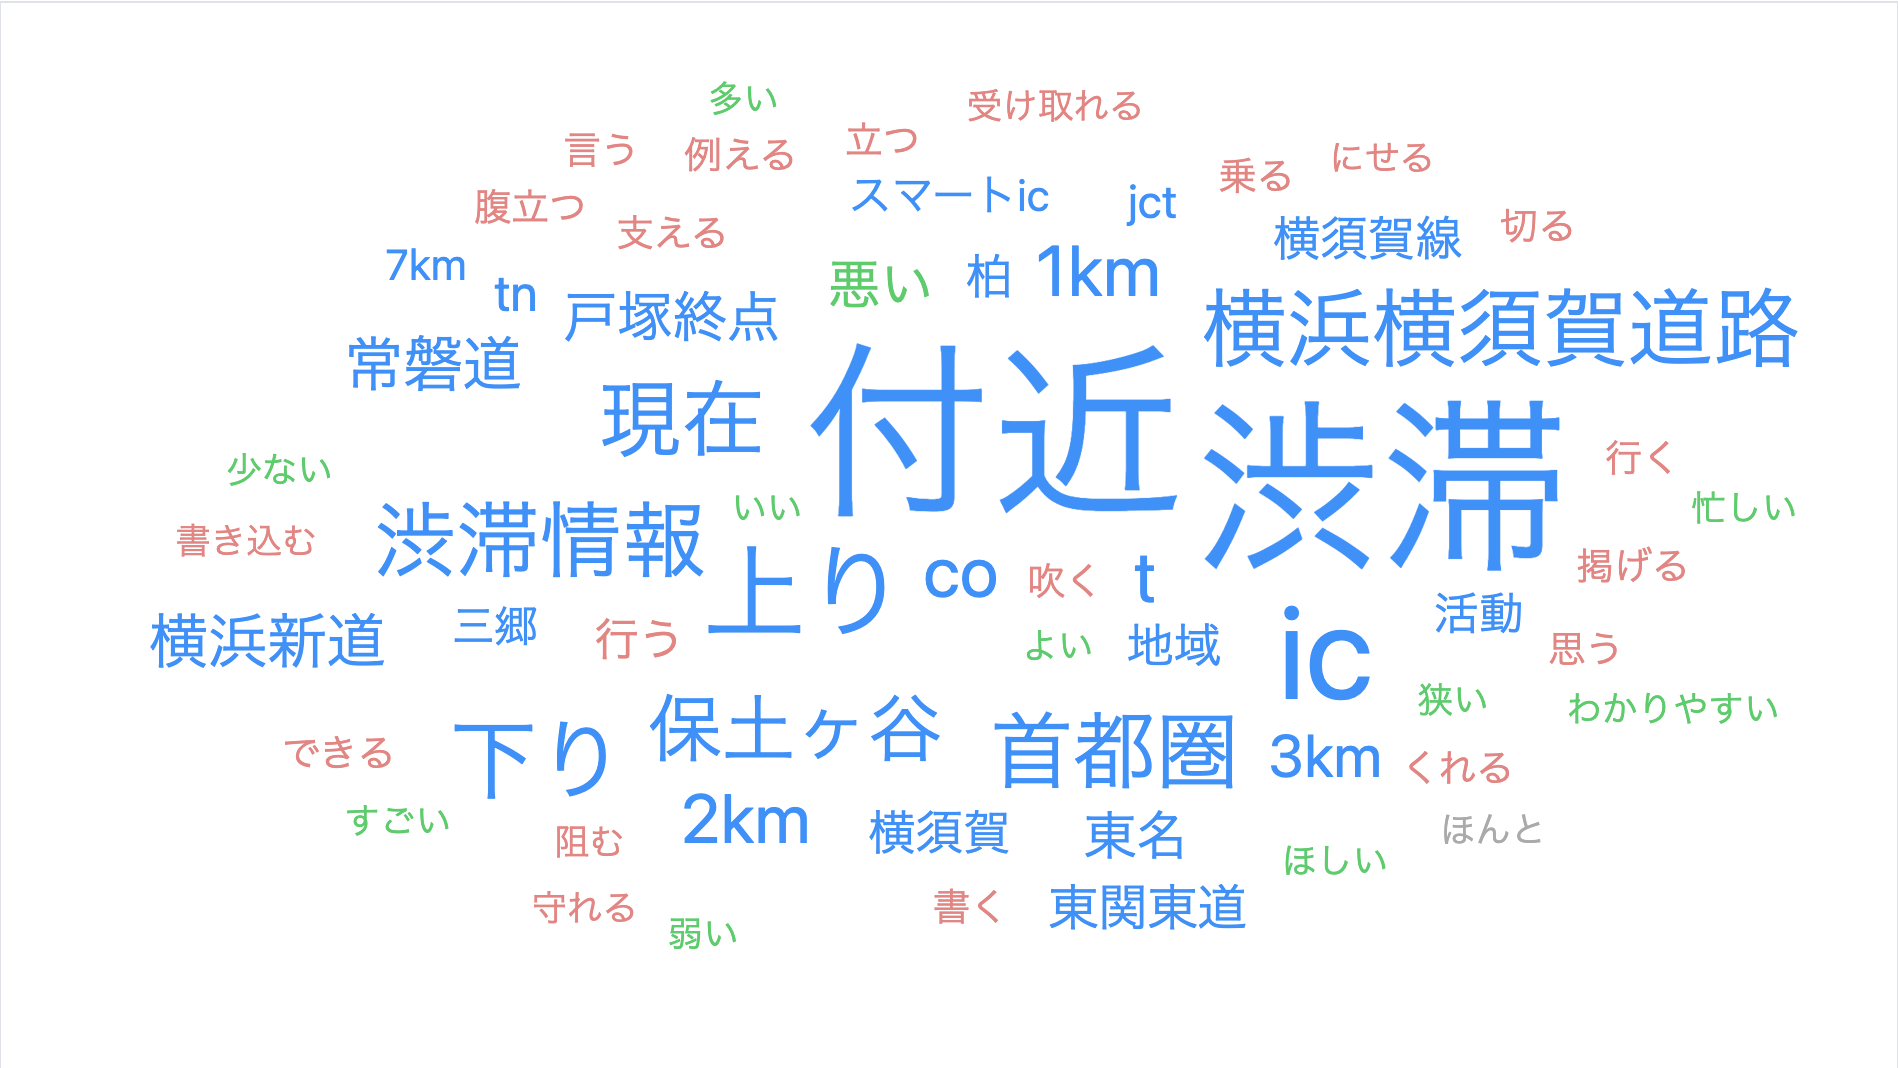 多い
受け取れる
言う
例える
立つ
乗る
にせる
腹立つ
支える
スマートic
jct
横須賀線
切る
7km
tn
戸塚終点
悪い
柏
1km
横浜横須賀道路
常磐道
現在
付近
渋滞
行く
少ない
いい
忙しい
書き込む
渋滞情報
上り
co
吹く
t
掲げる
横浜新道
三郷
行う
よい
地域
ic
活動
思う
狭い
わかりやすい
できる
下り
保土ヶ谷
首都圏
3km
くれる
すごい
阻む
2km
横須賀
東名
ほしい
ほんと
守れる
弱い
書く
東関東道